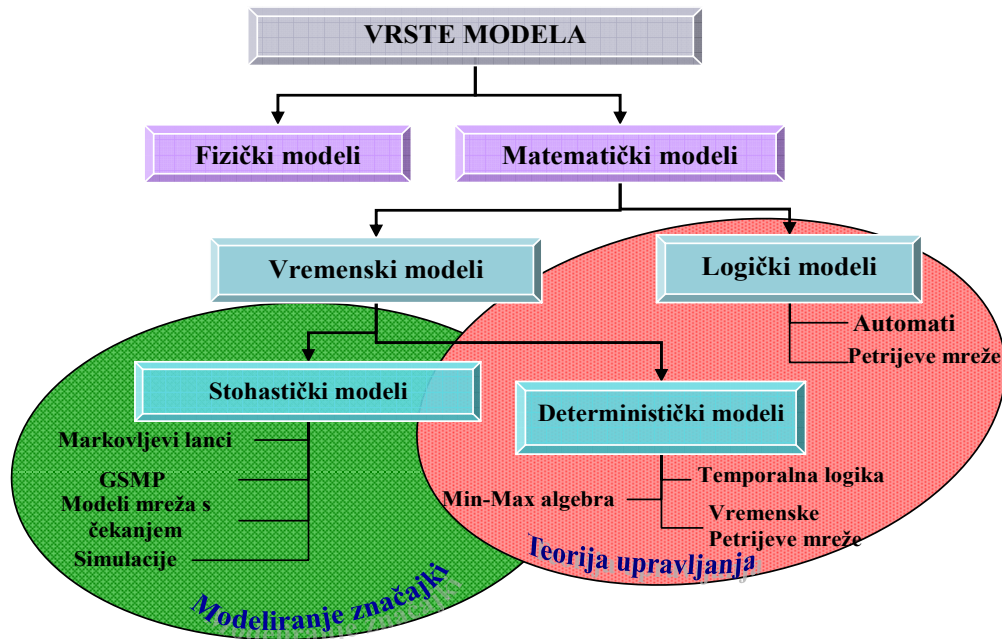 VRSTE MODELA
Fizički modeli
Matematički modeli
Vremenski modeli
Logički modeli
Automati
Petrijeve mreže
Stohastički modeli
Deterministički modeli
Markovljevi lanci
GSMP
Modeli mreža s
čekanjem
Simulacije
Temporalna logika
Min-Max algebra
Vremenske
Petrijeve mreže
Teorija upravljanja
Modeliranje značajki